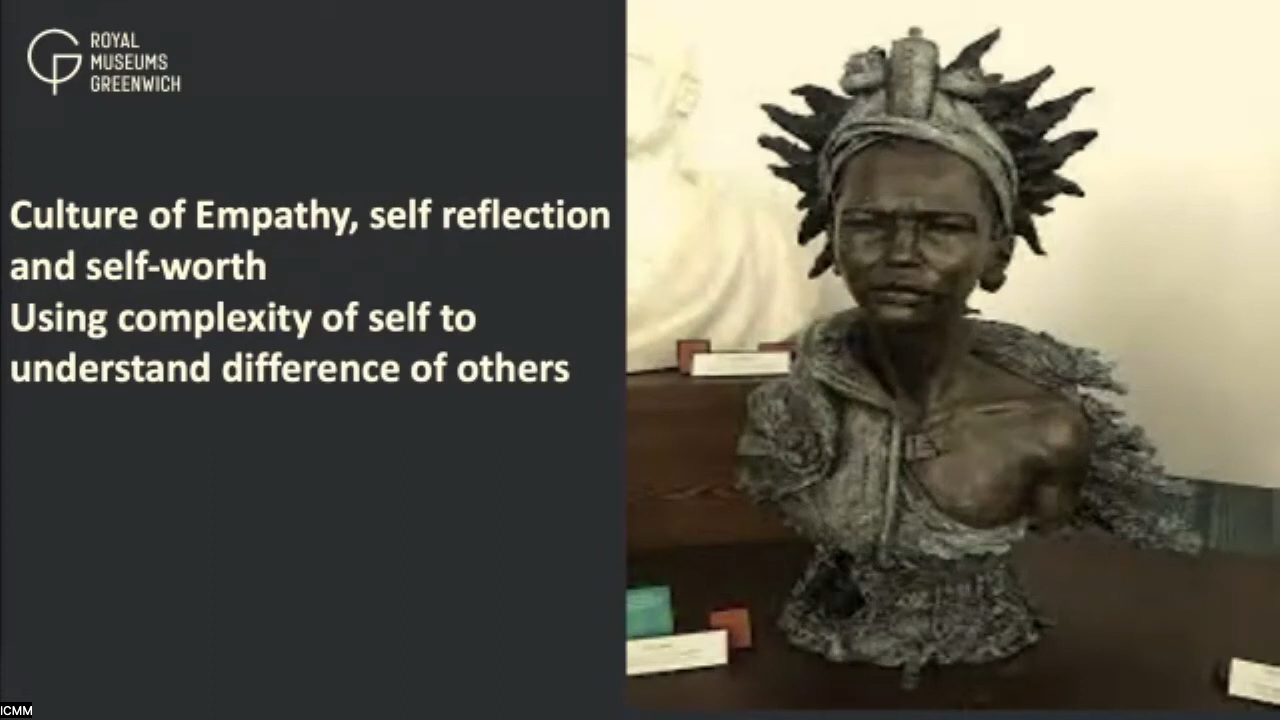 ROYAL
MUSEUMS
GREENWICH
Culture of Empathy, self reflection
and self-worth
Using complexity of self to
understand difference of others
ICMM